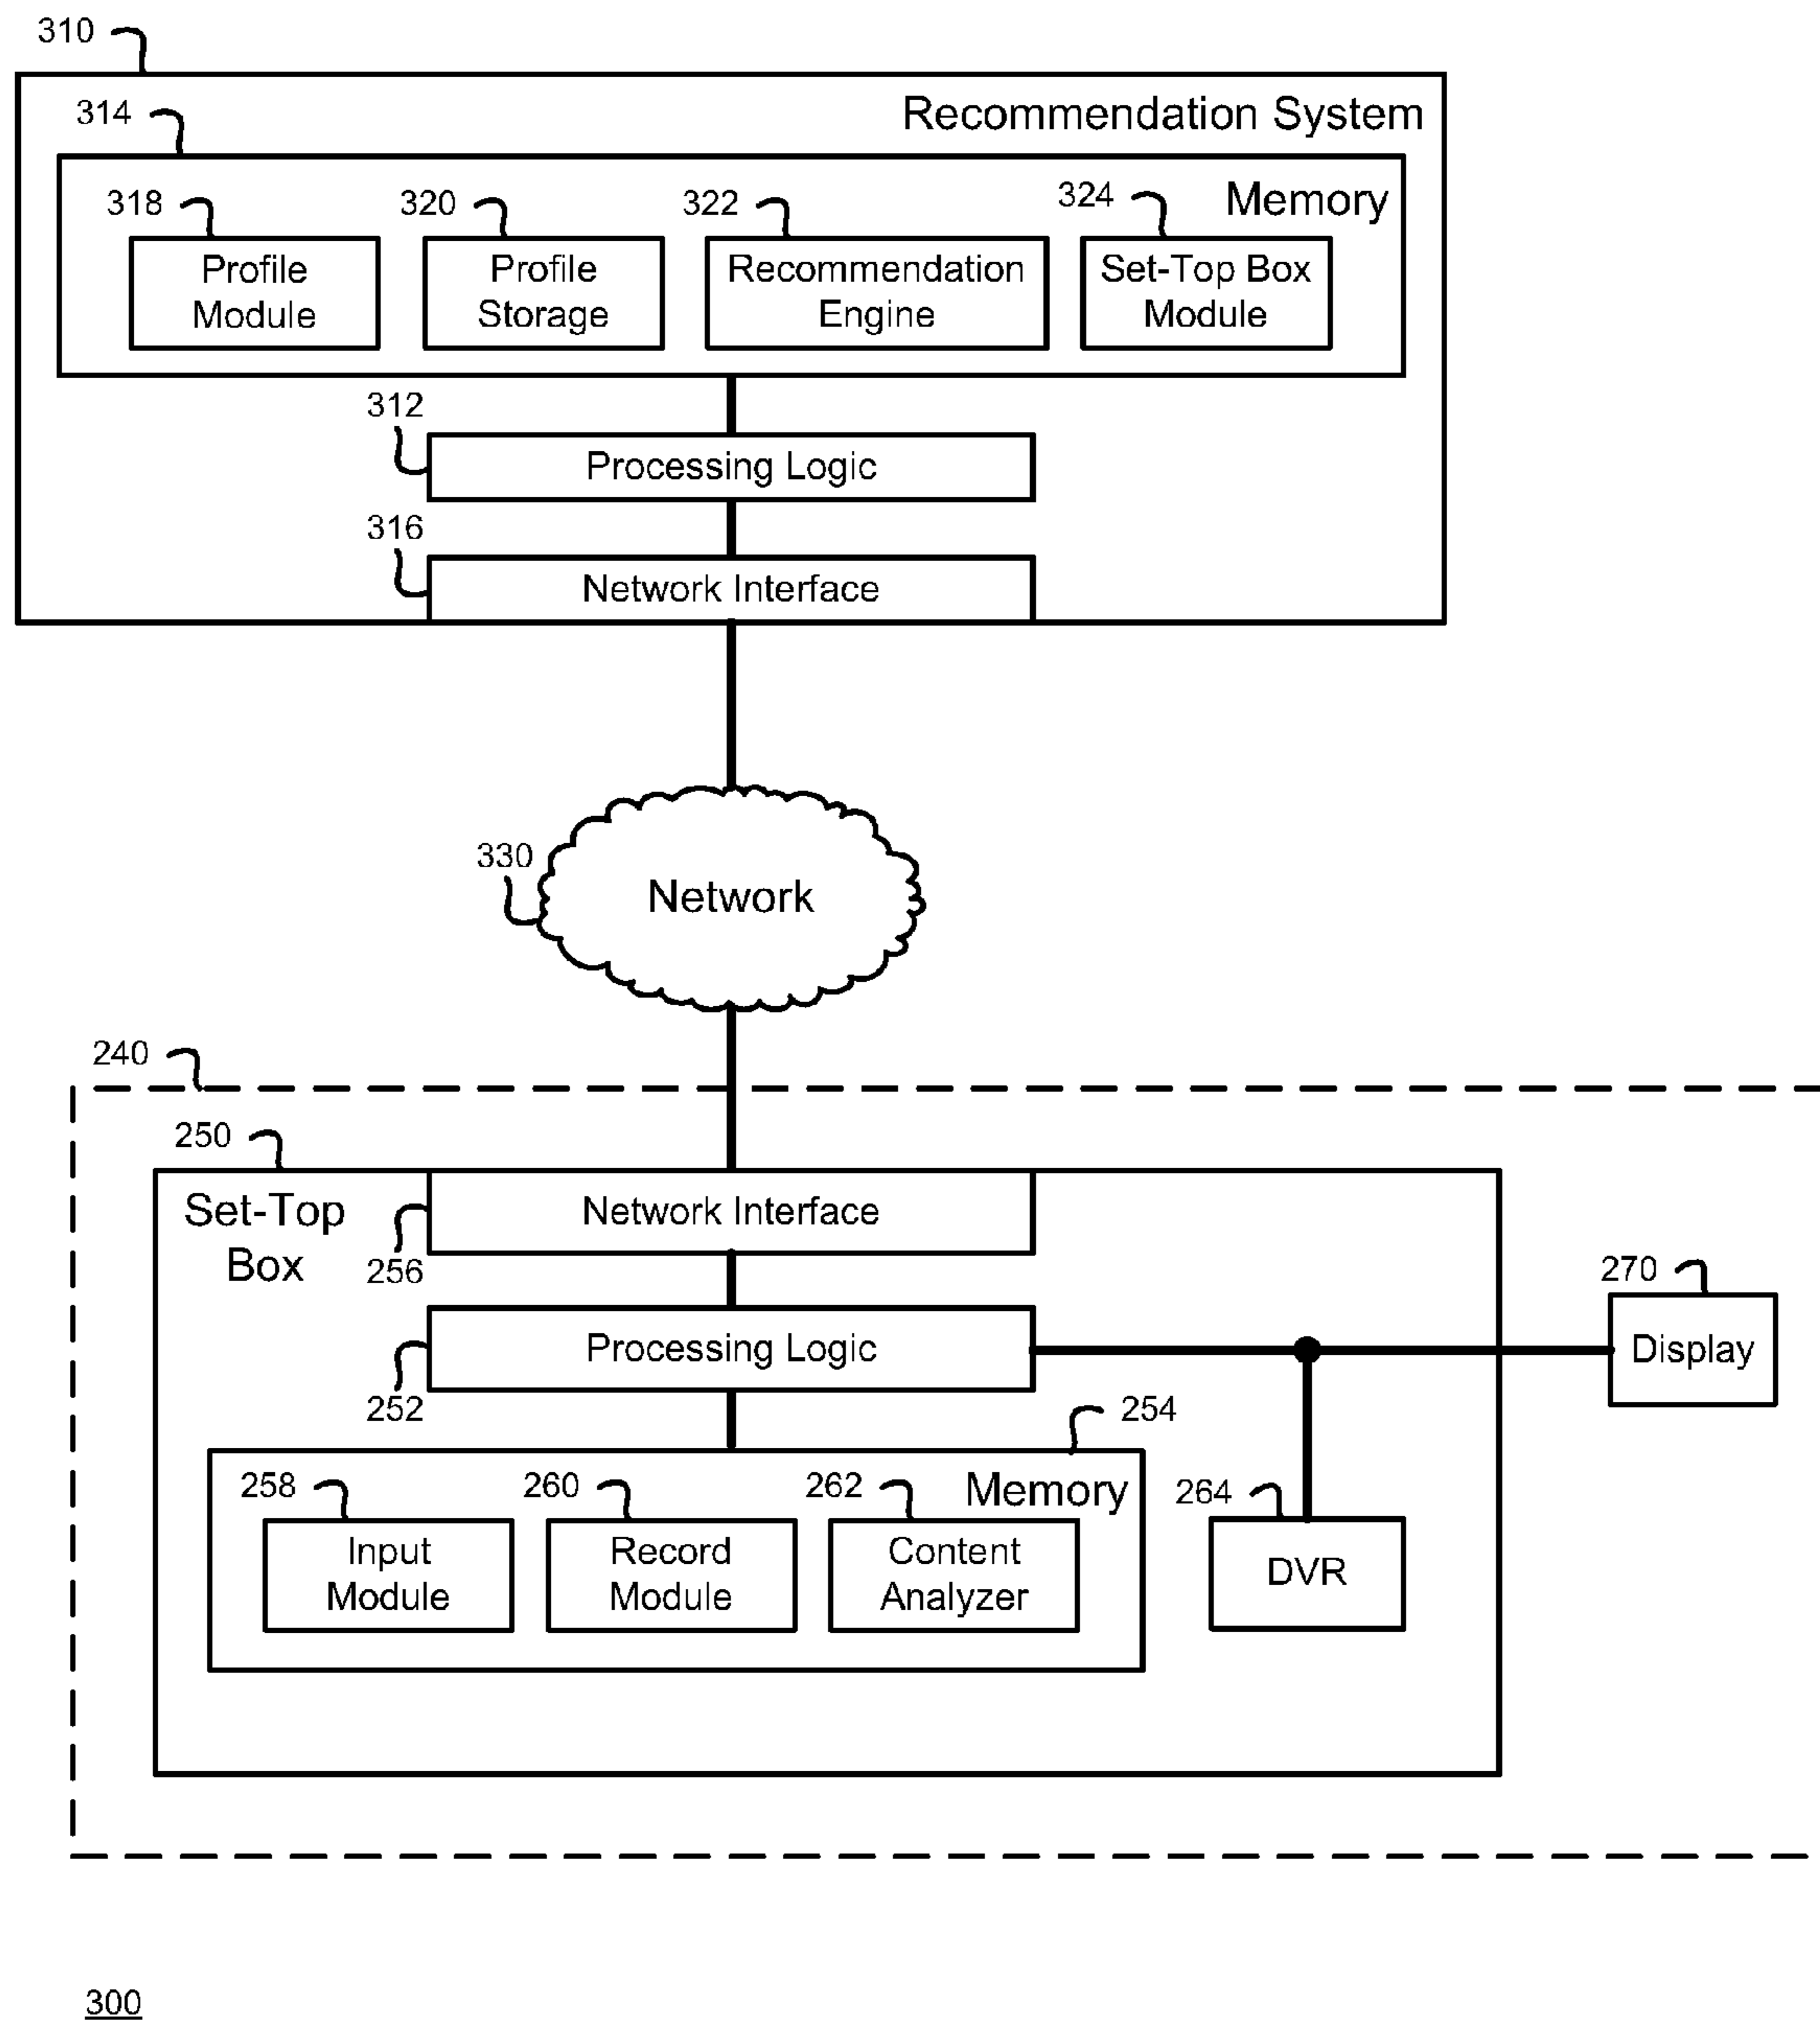 310
Recommendation System
314
Memory
318
320
322
324
Profile
Module
Profile
Storage
Recommendation
Engine
Set-Top Box
Module
312
Processing Logic
316
Network Interface
330
Network
240
250
Set-Top
Box
Network Interface
256
270
Processing Logic
Display
252
254
Memory
258
260
262
264
Input
Module
Record
Module
Content
Analyzer
DVR
300